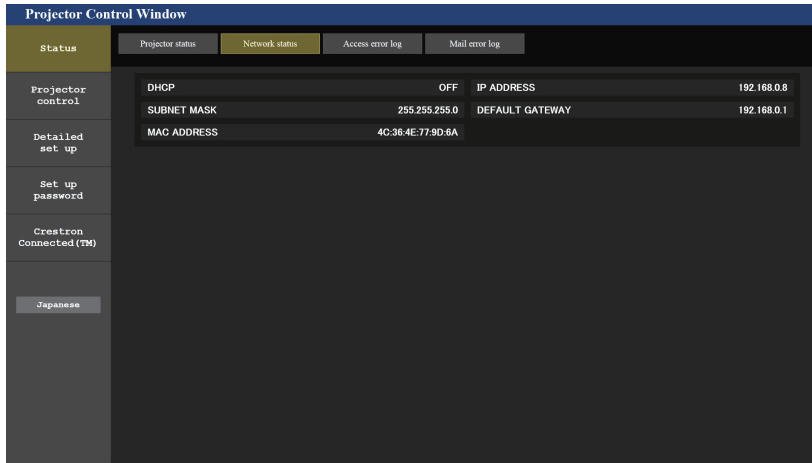 Projector Control Window
Status
Projector status
Network status
Access error log
Mail error log
Projector
control
Detailed
set up
Set up
password
Crestron
Connected(TM)
Japanese
DHCP OFF IP ADDRESS 192.168.0.8
SUBNET MASK 255.255.255.0 DEFAULT GATEWAY 192.168.0.1
MAC ADDRESS 4C:36:4E:77:9D:6A